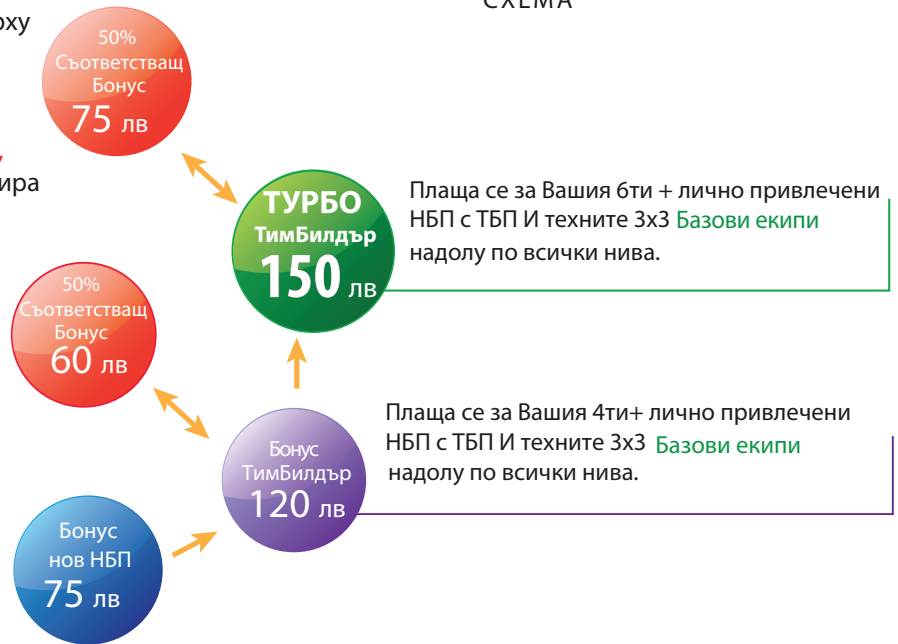 СХЕМА
50%
Съответстващ
Бонус
75 лв
ТУРБО
ТимБилдър
150 лв
Плаща се за Вашия 6ти + лично привлечени
НБП с ТБП И техните 3x3 Базови екипи
надолу по всички нива.
50%
Съответстващ
Бонус
60 лв
Плаща се за Вашия 4ти+ лично привлечени
НБП с ТБП И техните 3x3 Базови екипи
надолу по всички нива.
Бонус
ТимБилдър
120 лв
Бонус
нов НБП
75 лв